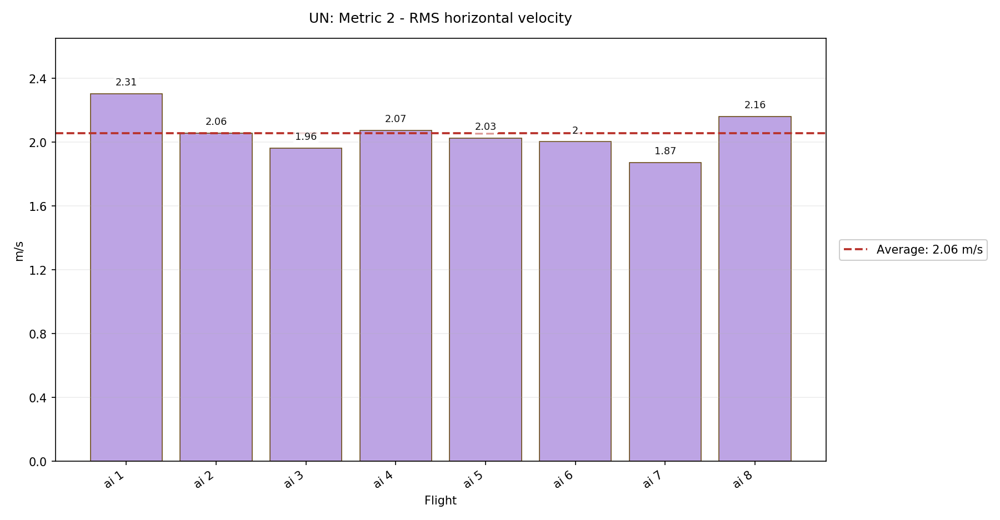 UN: Metric 2 - RMS horizontal velocity
2.4
2.0
1.6
1.2
0.8
0.4
0.0
m/s
2.31
2.06
1.96
2.07
2.03
2
1.87
2.16
Average: 2.06 m/s
ai 1
ai 2
ai 3
ai 4
ai 5
ai 6
ai 7
ai 8
Flight